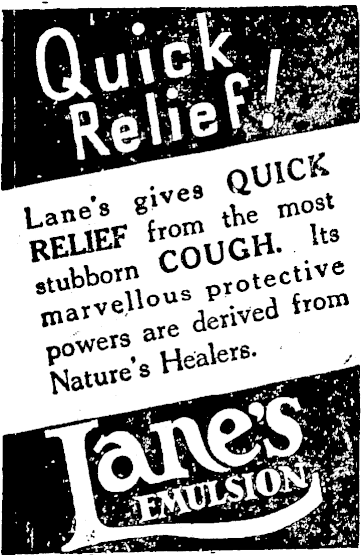 Quick
Relief!
Lane's gives QUICK
RELIEF from the most
stubborn COUGH. Its
marvellous protective
powers are derived from
Nature's Healers.
Lane's
EMULSION